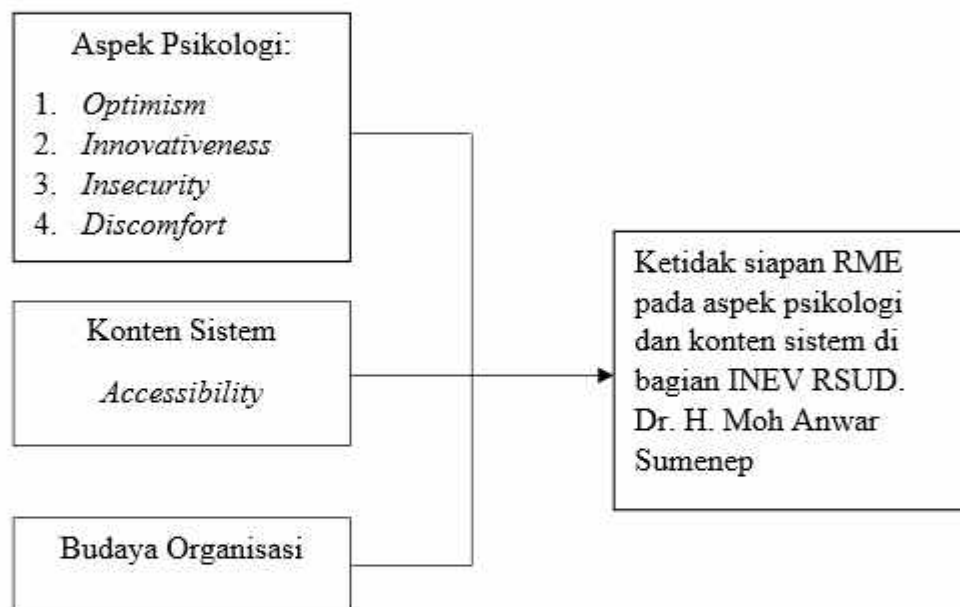 Aspek Psikologi:
1. Optimism
2. Innovativeness
3. Insecurity
4. Discomfort
Konten Sistem
Accessibility
Budaya Organisasi
Ketidak siapan RME
pada aspek psikologi
dan konten sistem di
bagian INEV RSUD.
Dr. H. Moh Anwar
Sumenep